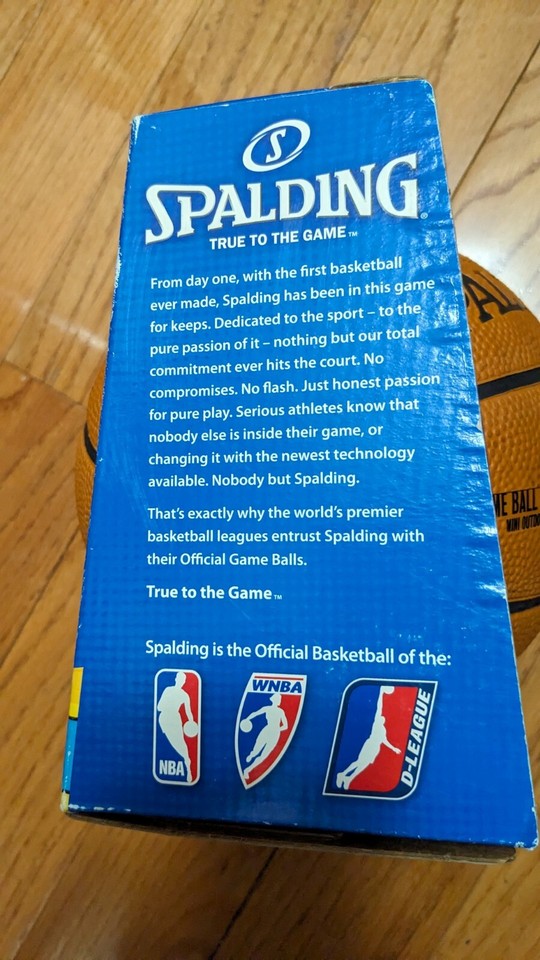 S
SPALDING®
TRUE TO THE GAME™
From day one, with the first basketball
ever made, Spalding has been in this game
for keeps. Dedicated to the sport – to the
pure passion of it – nothing but our total
commitment ever hits the court. No
compromises. No flash. Just honest passion
for pure play. Serious athletes know that
nobody else is inside their game, or
changing it with the newest technology
available. Nobody but Spalding.
That's exactly why the world's premier
basketball leagues entrust Spalding with
their Official Game Balls.
True to the Game™
Spalding is the Official Basketball of the:
NBA
WNBA
D-LEAGUE
BALL
MINI